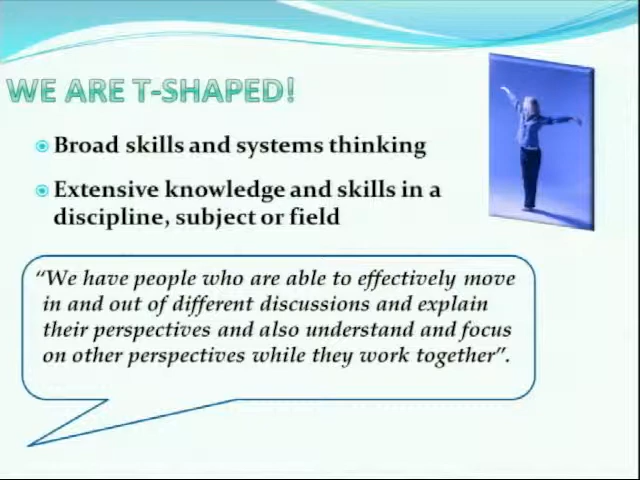 WE ARE T-SHAPED!
Broad skills and systems thinking
Extensive knowledge and skills in a
discipline, subject or field
“We have people who are able to effectively move
in and out of different discussions and explain
their perspectives and also understand and focus
on other perspectives while they work together”.